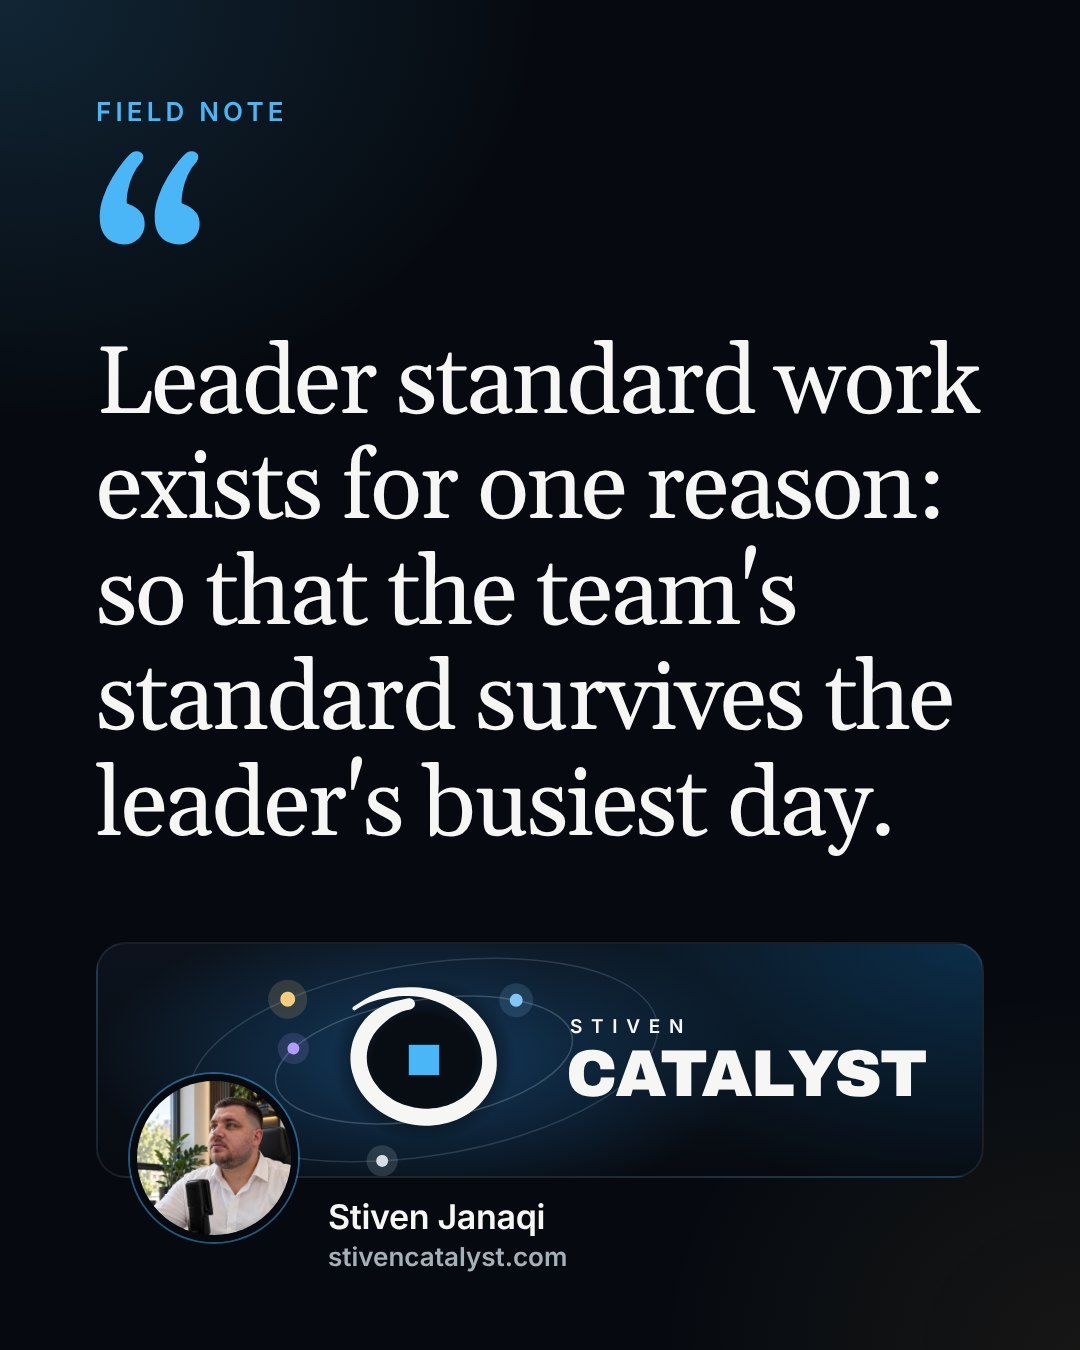 FIELD NOTE
“
Leader standard work
exists for one reason:
so that the team's
standard survives the
leader's busiest day.
STIVEN
CATALYST
Stiven Janaqi
stivencatalyst.com